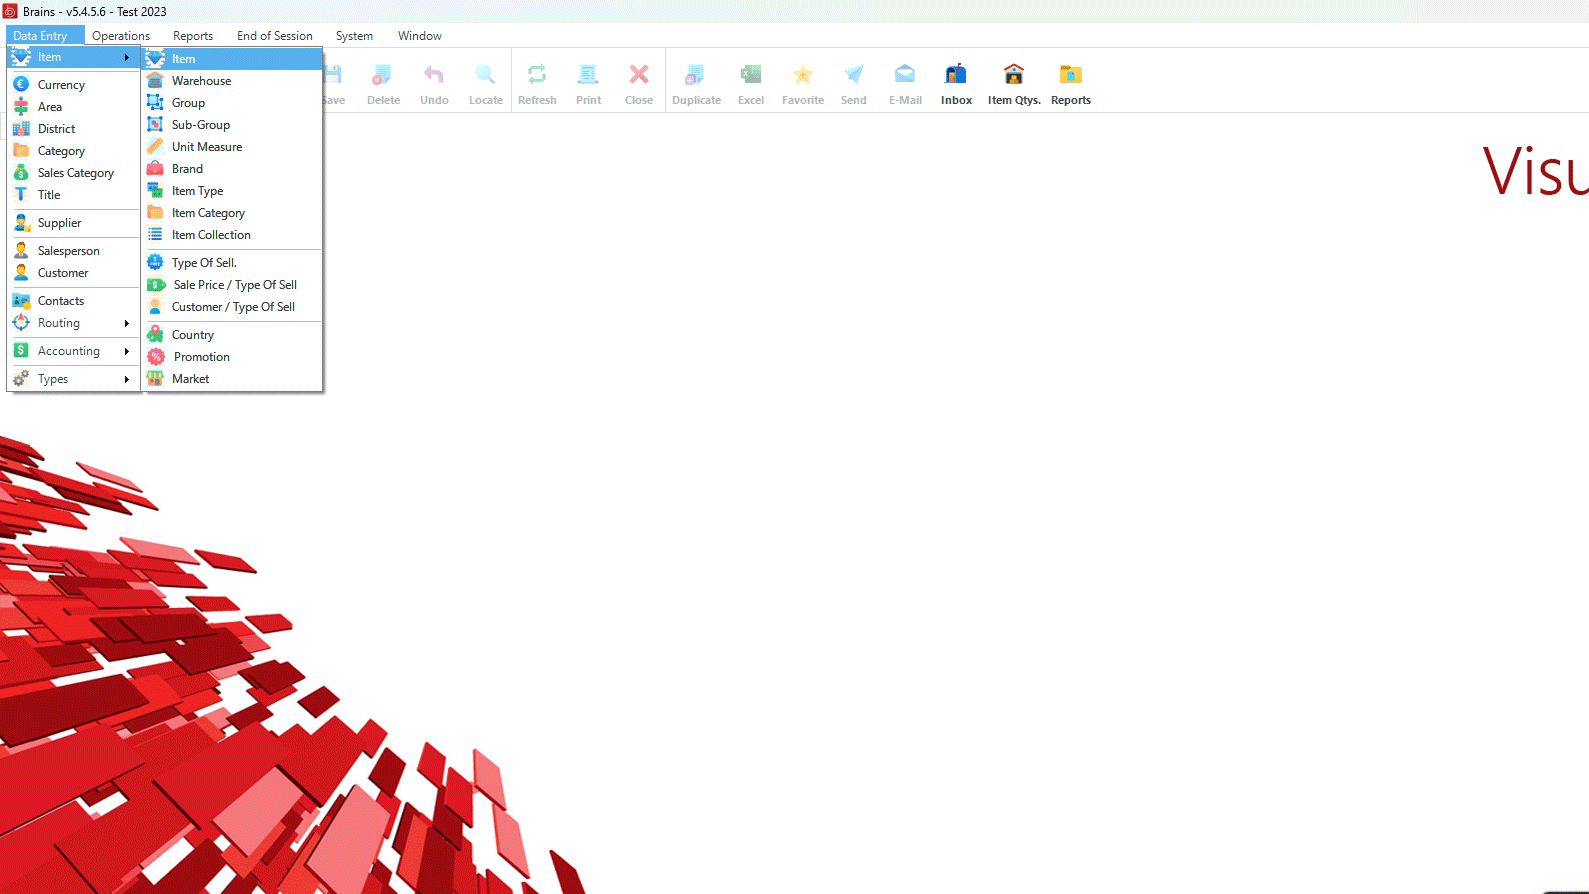 Brains - v5.4.5.6 - Test 2023
Data Entry Operations Reports End of Session System Window
Save Delete Undo Locate Refresh Print Close Duplicate Excel Favorite Send E-Mail Inbox Item Qtys. Reports
Item
Currency
Area
District
Category
Sales Category
Title
Supplier
Salesperson
Customer
Contacts
Routing
Accounting
Types
Item
Warehouse
Group
Sub-Group
Unit Measure
Brand
Item Type
Item Category
Item Collection
Type Of Sell.
Sale Price / Type Of Sell
Customer / Type Of Sell
Country
Promotion
Market
Visu